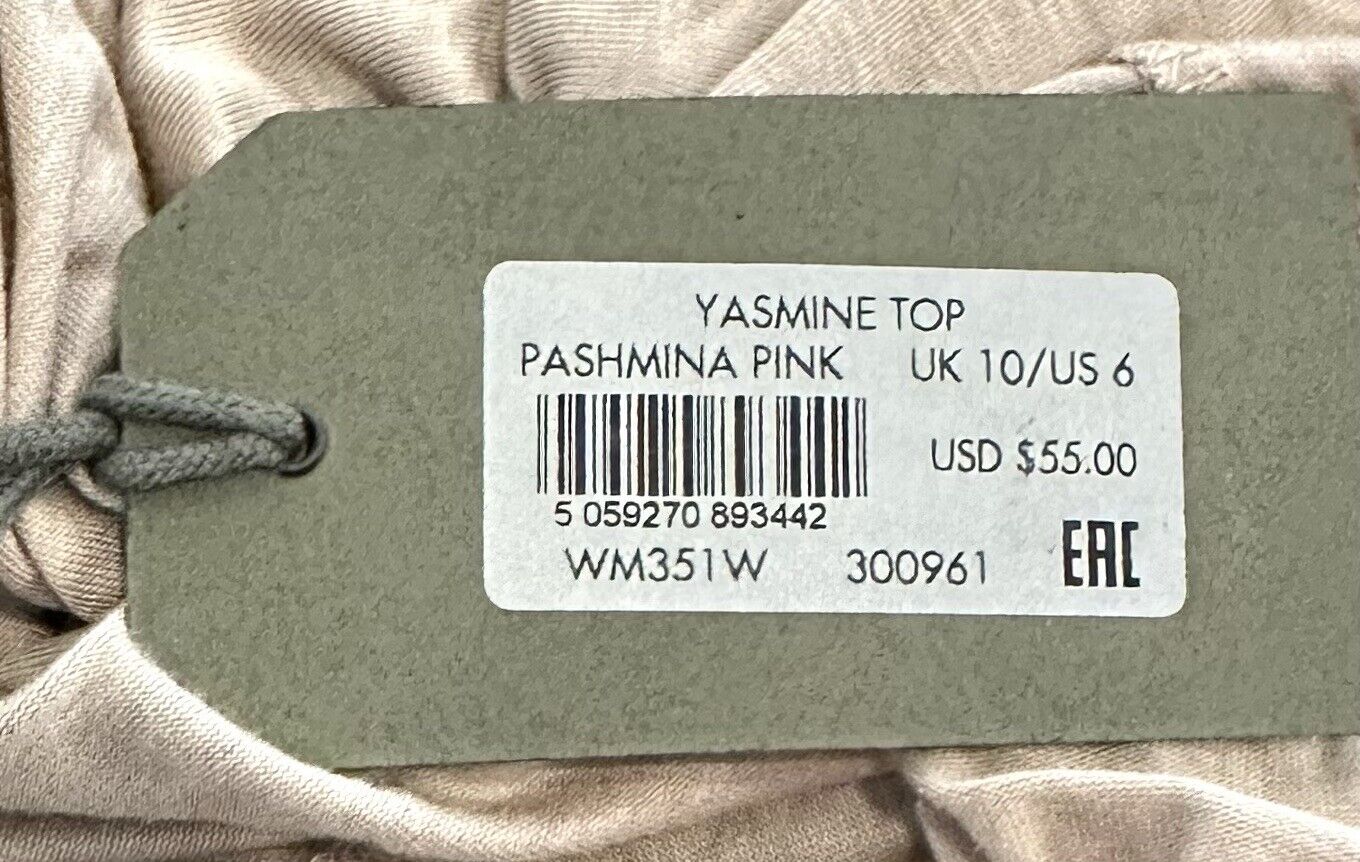 YASMINE TOP
PASHMINA PINK UK 10/US 6
USD $55.00
5 059270 893442
WM351W 300961 EAC